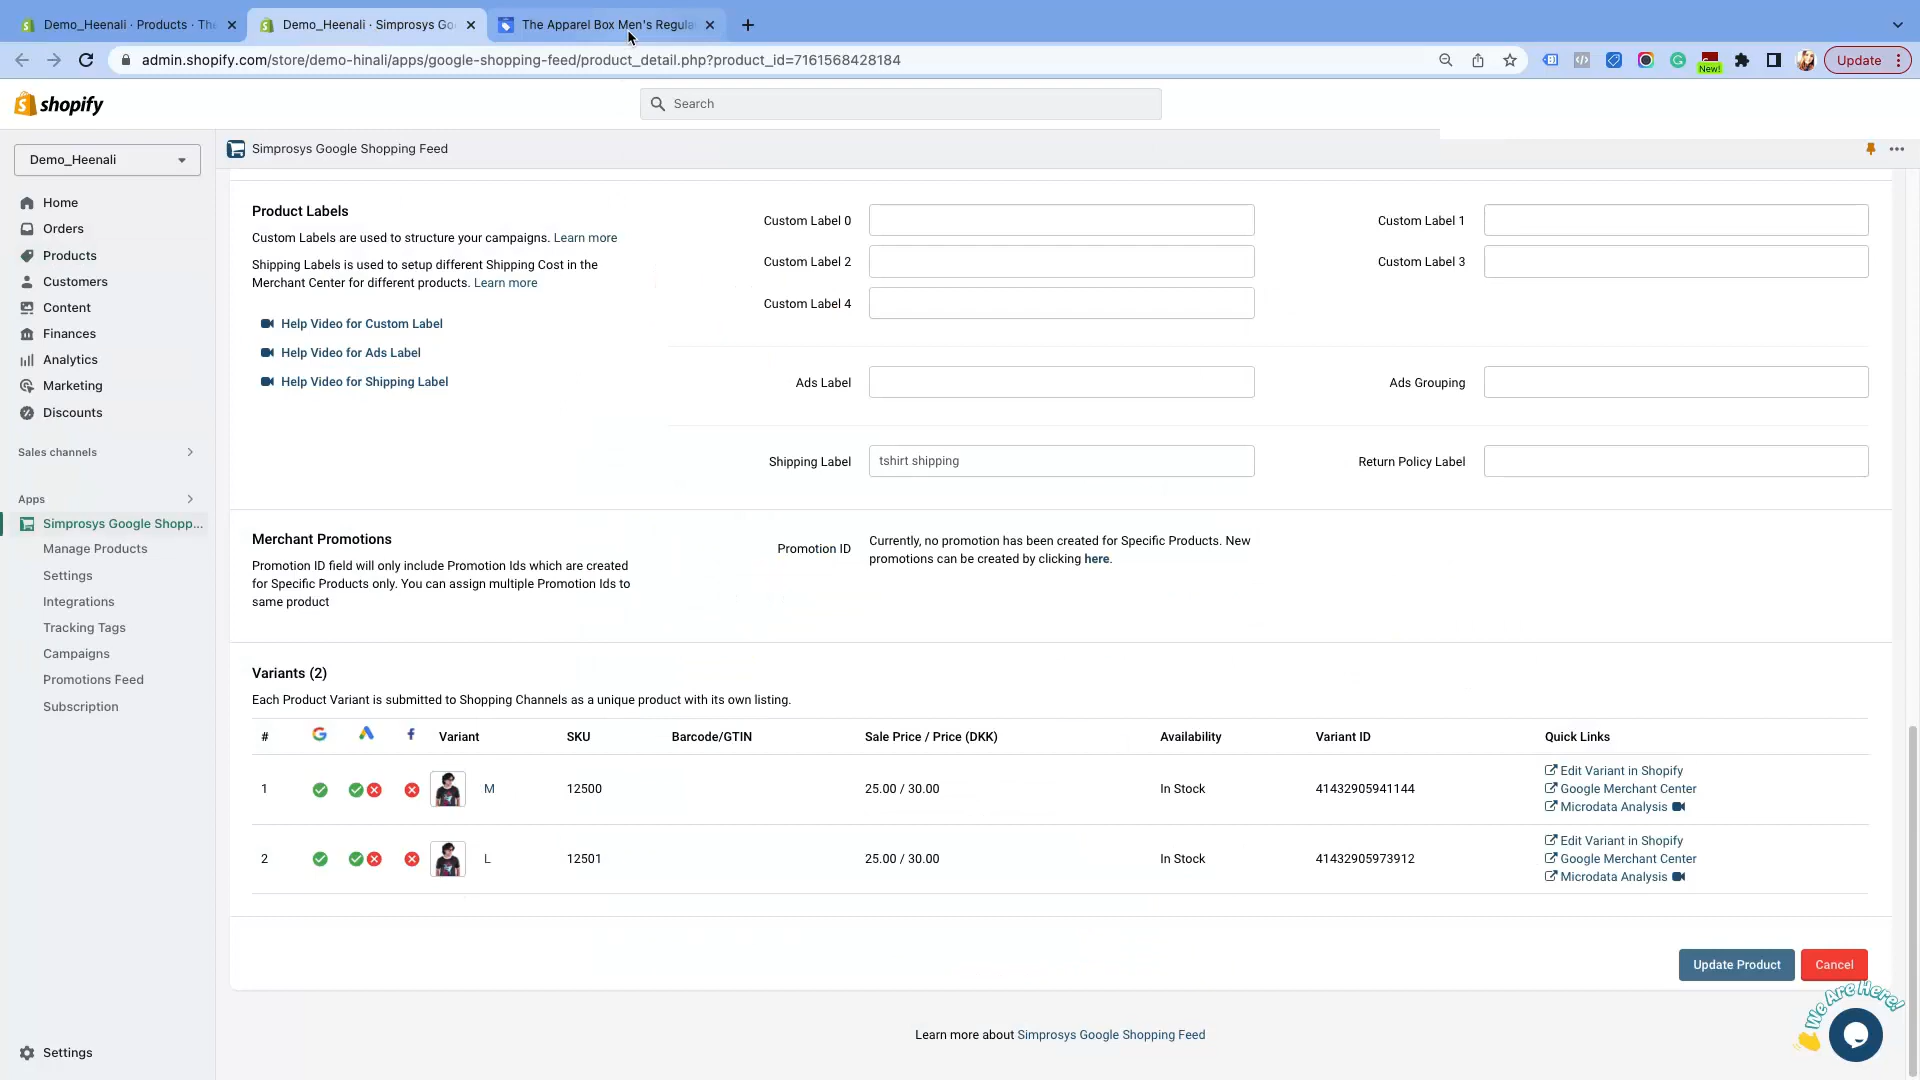 Demo_Heenali · Products · The
Demo_Heenali · Simprosys Go
The Apparel Box Men's Regula
admin.shopify.com/store/demo-hinali/apps/google-shopping-feed/product_detail.php?product_id=7161568428184
New!
Update
shopify
Search
Demo_Heenali
Simprosys Google Shopping Feed
Home
Orders
Products
Customers
Content
Finances
Analytics
Marketing
Discounts
Sales channels
Apps
Simprosys Google Shopp...
Manage Products
Settings
Integrations
Tracking Tags
Campaigns
Promotions Feed
Subscription
Settings
Product Labels
Custom Labels are used to structure your campaigns. Learn more
Shipping Labels is used to setup different Shipping Cost in the
Merchant Center for different products. Learn more
Help Video for Custom Label
Help Video for Ads Label
Help Video for Shipping Label
Custom Label 0
Custom Label 1
Custom Label 2
Custom Label 3
Custom Label 4
Ads Label
Ads Grouping
Shipping Label
tshirt shipping
Return Policy Label
Merchant Promotions
Promotion ID field will only include Promotion Ids which are created
for Specific Products only. You can assign multiple Promotion Ids to
same product
Promotion ID
Currently, no promotion has been created for Specific Products. New
promotions can be created by clicking here.
Variants (2)
Each Product Variant is submitted to Shopping Channels as a unique product with its own listing.
# Variant SKU Barcode/GTIN Sale Price / Price (DKK) Availability Variant ID Quick Links
1 M 12500 25.00 / 30.00 In Stock 41432905941144
Edit Variant in Shopify
Google Merchant Center
Microdata Analysis
2 L 12501 25.00 / 30.00 In Stock 41432905973912
Edit Variant in Shopify
Google Merchant Center
Microdata Analysis
Update Product
Cancel
We Are Here!
Learn more about Simprosys Google Shopping Feed